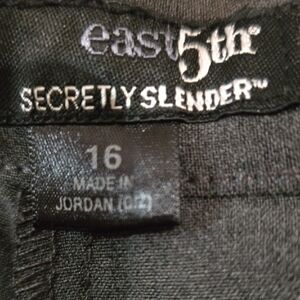 east5th
SECRETLY SLENDER™
16
MADE IN
JORDAN (Q.I.Z)